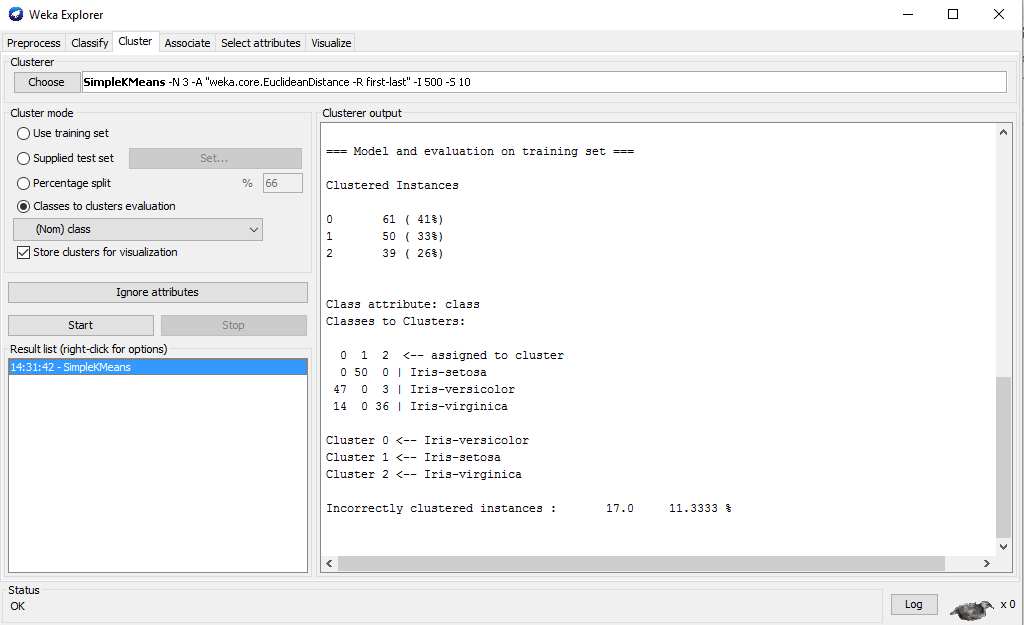 Weka Explorer
Preprocess Classify Cluster Associate Select attributes Visualize
Clusterer
Choose SimpleKMeans -N 3 -A "weka.core.EuclideanDistance -R first-last" -I 500 -S 10
Cluster mode
Use training set
Supplied test set Set...
Percentage split % 66
Classes to clusters evaluation
(Nom) class
Store clusters for visualization
Ignore attributes
Start Stop
Result list (right-click for options)
14:31:42 - SimpleKMeans
Clusterer output
=== Model and evaluation on training set ===
Clustered Instances
0 61 ( 41%)
1 50 ( 33%)
2 39 ( 26%)
Class attribute: class
Classes to Clusters:
0 1 2 <-- assigned to cluster
0 50 0 | Iris-setosa
47 0 3 | Iris-versicolor
14 0 36 | Iris-virginica
Cluster 0 <-- Iris-versicolor
Cluster 1 <-- Iris-setosa
Cluster 2 <-- Iris-virginica
Incorrectly clustered instances : 17.0 11.3333 %
Status
OK
Log
x 0